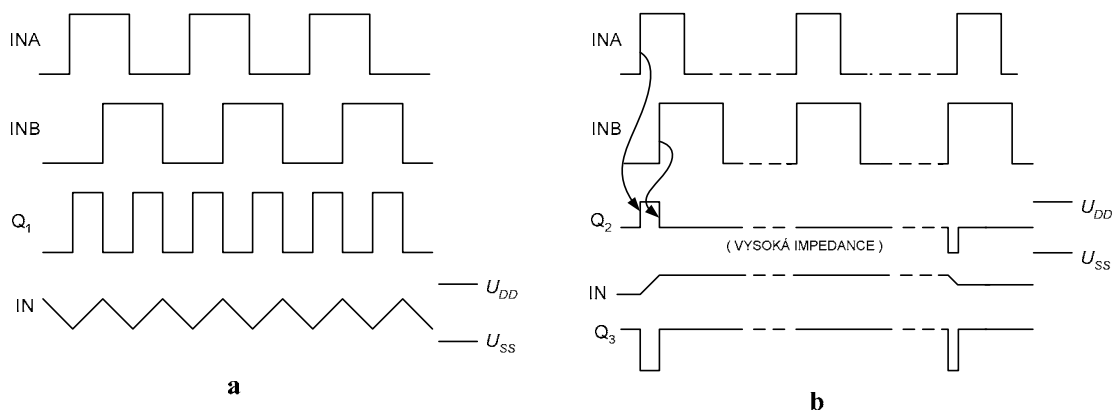 INA
INB
Q1
IN
UDD
USS
a
INA
INB
Q2
( VYSOKÁ IMPEDANCE )
UDD
USS
IN
Q3
b